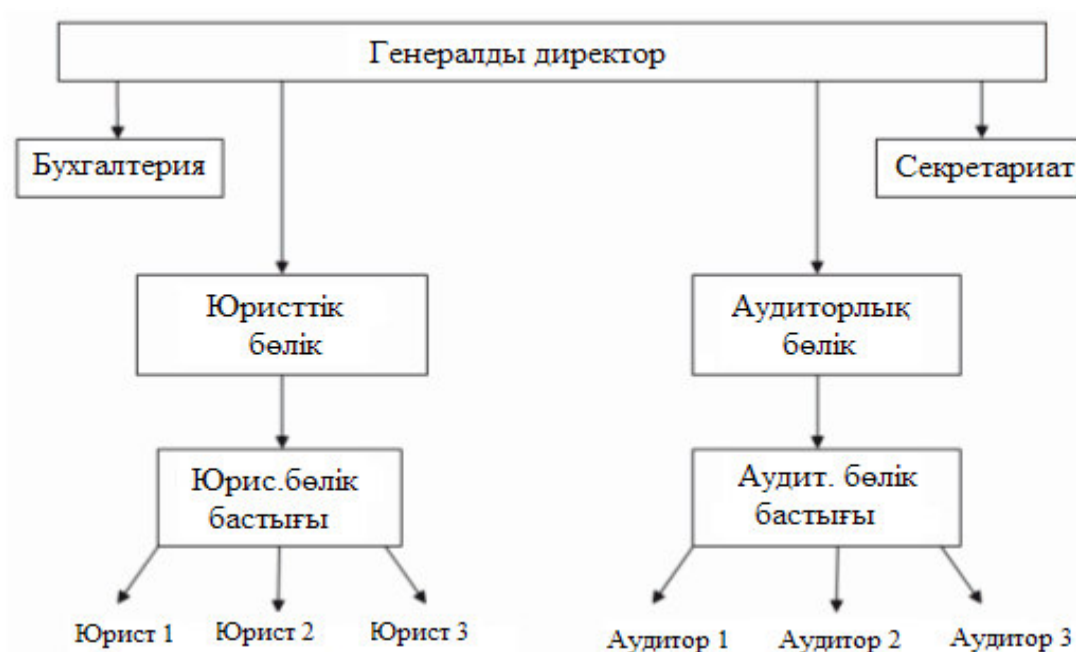 Генералды директор
Бухгалтерия
Секретариат
Юристтік
бөлік
Аудиторлық
бөлік
Юрис.бөлік
бастығы
Аудит. бөлік
бастығы
Юрист 1
Юрист 2
Юрист 3
Аудитор 1
Аудитор 2
Аудитор 3